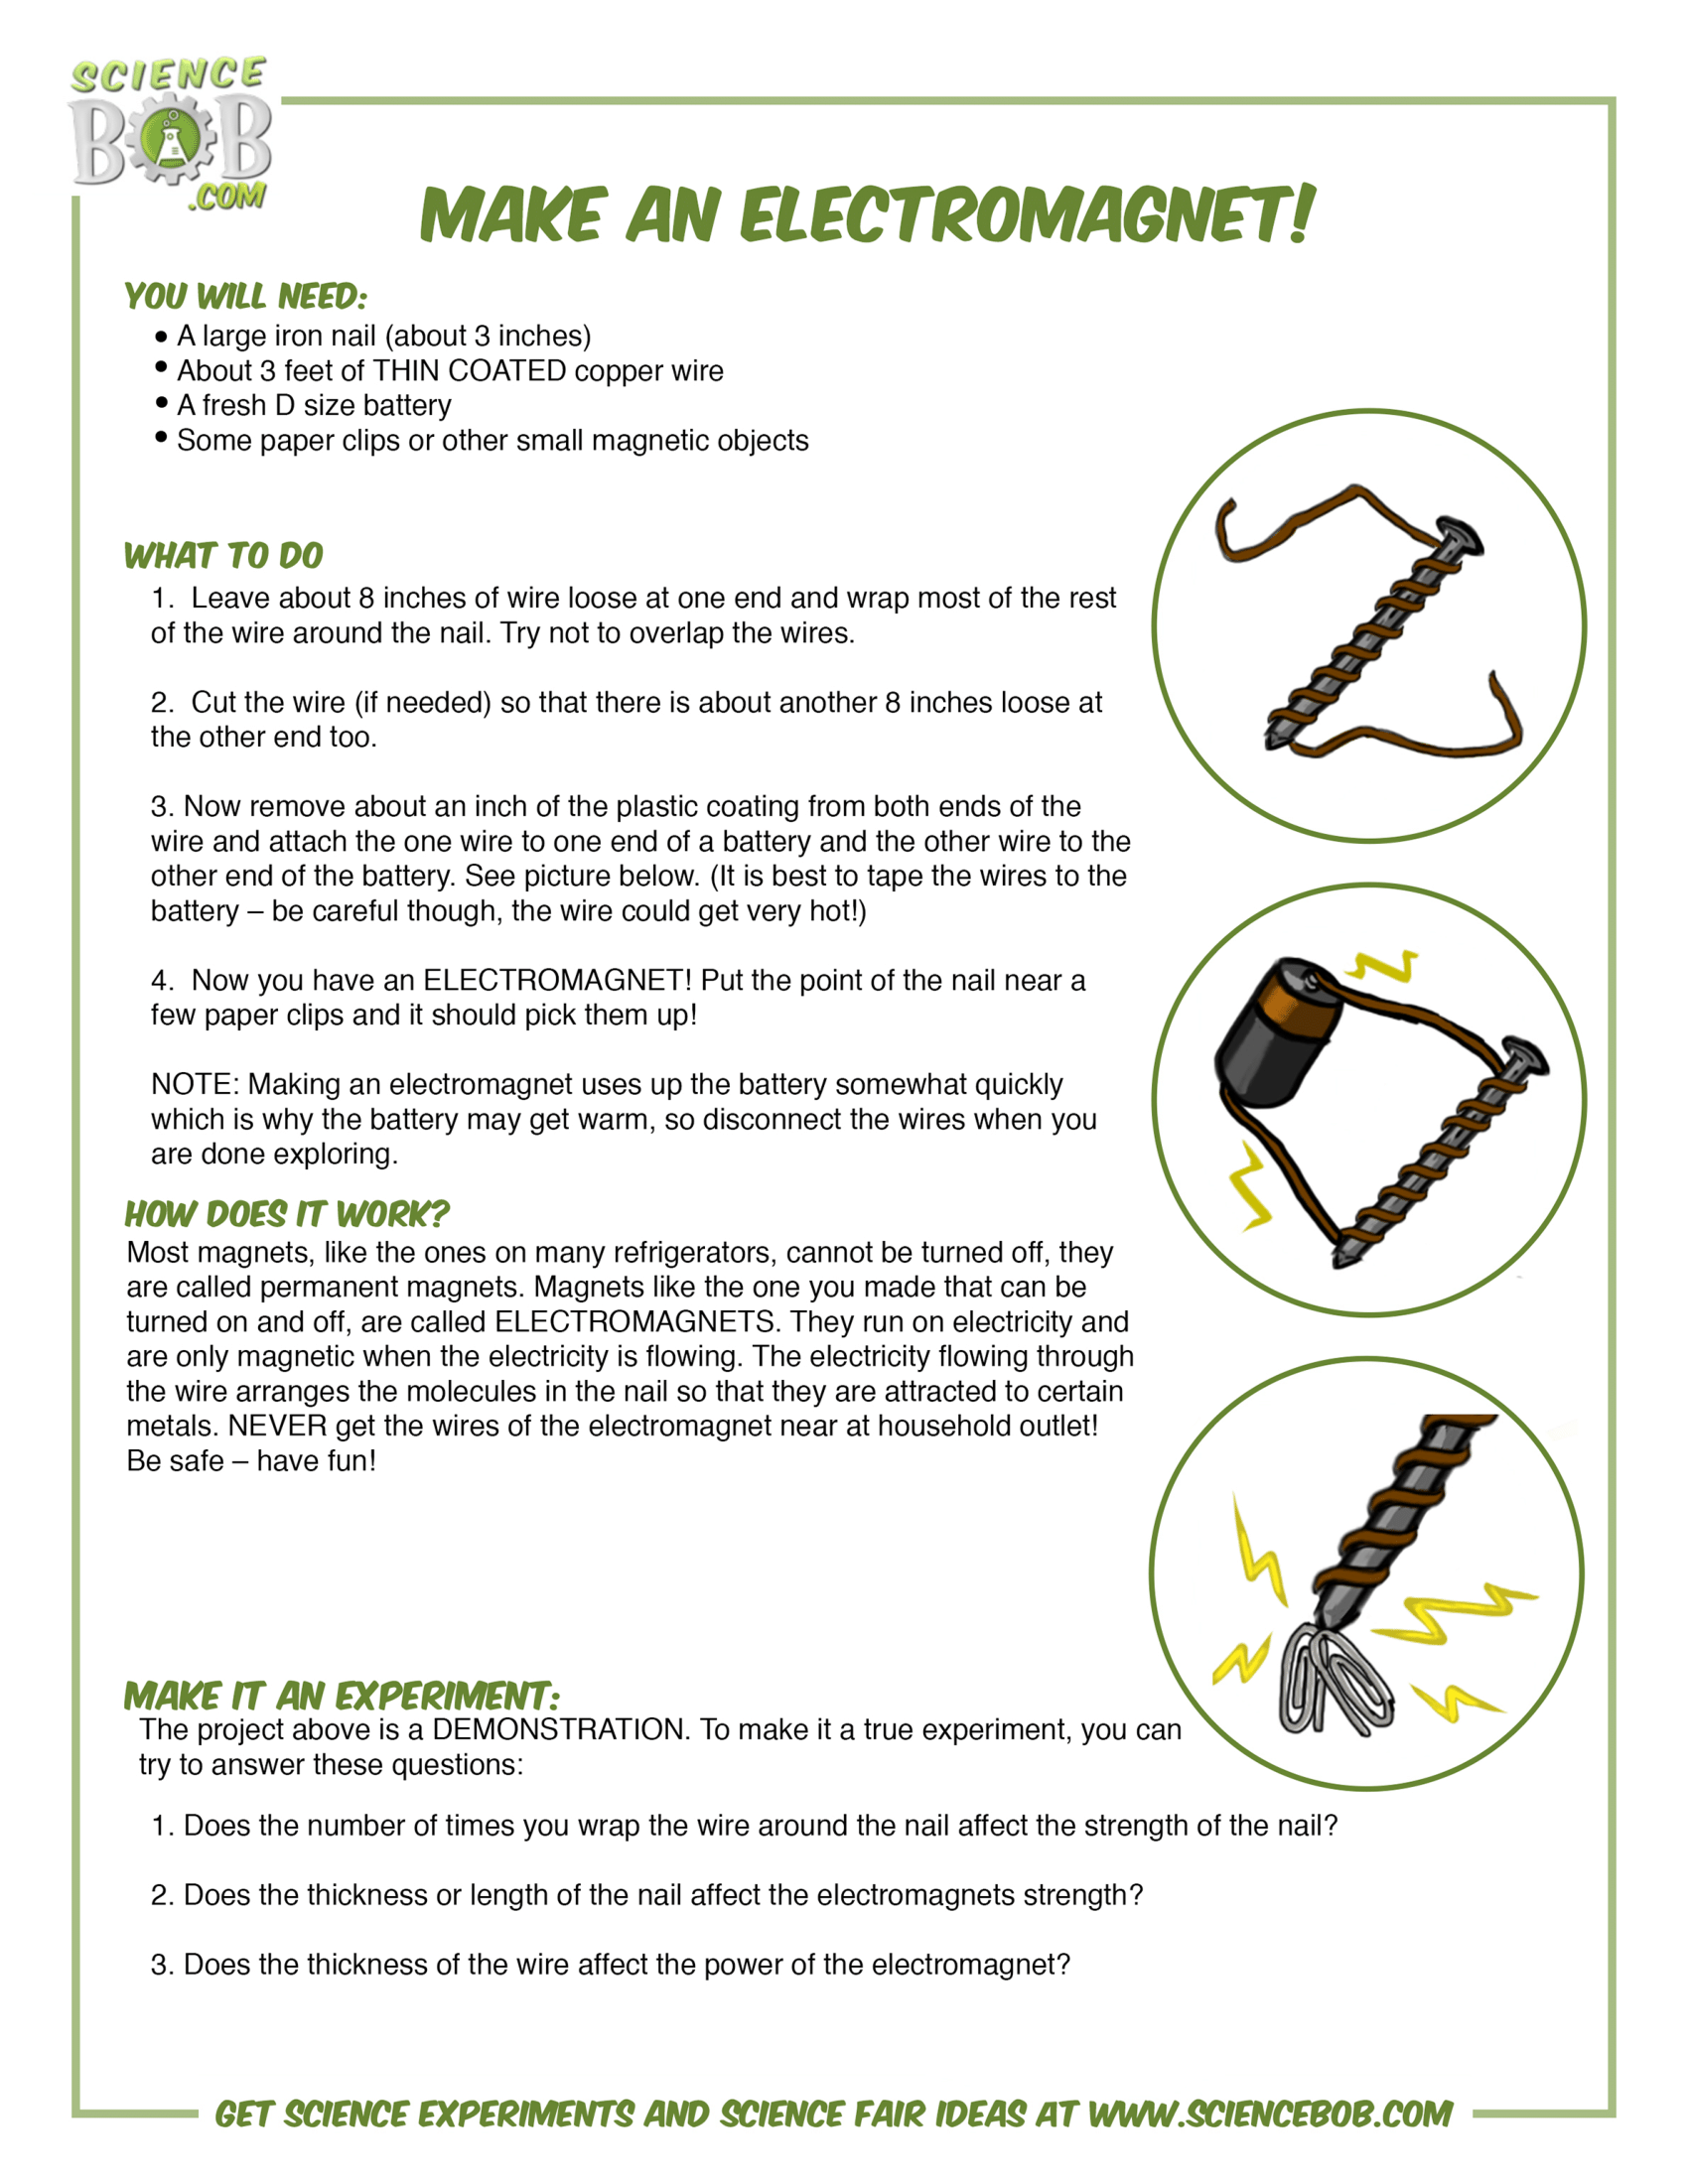 SCIENCE
BOB
.COM
MAKE AN ELECTROMAGNET!
YOU WILL NEED:
• A large iron nail (about 3 inches)
• About 3 feet of THIN COATED copper wire
• A fresh D size battery
• Some paper clips or other small magnetic objects
WHAT TO DO
1.  Leave about 8 inches of wire loose at one end and wrap most of the rest
of the wire around the nail. Try not to overlap the wires.
2.  Cut the wire (if needed) so that there is about another 8 inches loose at
the other end too.
3. Now remove about an inch of the plastic coating from both ends of the
wire and attach the one wire to one end of a battery and the other wire to the
other end of the battery. See picture below. (It is best to tape the wires to the
battery – be careful though, the wire could get very hot!)
4.  Now you have an ELECTROMAGNET! Put the point of the nail near a
few paper clips and it should pick them up!
NOTE: Making an electromagnet uses up the battery somewhat quickly
which is why the battery may get warm, so disconnect the wires when you
are done exploring.
HOW DOES IT WORK?
Most magnets, like the ones on many refrigerators, cannot be turned off, they
are called permanent magnets. Magnets like the one you made that can be
turned on and off, are called ELECTROMAGNETS. They run on electricity and
are only magnetic when the electricity is flowing. The electricity flowing through
the wire arranges the molecules in the nail so that they are attracted to certain
metals. NEVER get the wires of the electromagnet near at household outlet!
Be safe – have fun!
MAKE IT AN EXPERIMENT:
The project above is a DEMONSTRATION. To make it a true experiment, you can
try to answer these questions:
1. Does the number of times you wrap the wire around the nail affect the strength of the nail?
2. Does the thickness or length of the nail affect the electromagnets strength?
3. Does the thickness of the wire affect the power of the electromagnet?
GET SCIENCE EXPERIMENTS AND SCIENCE FAIR IDEAS AT WWW.SCIENCEBOB.COM